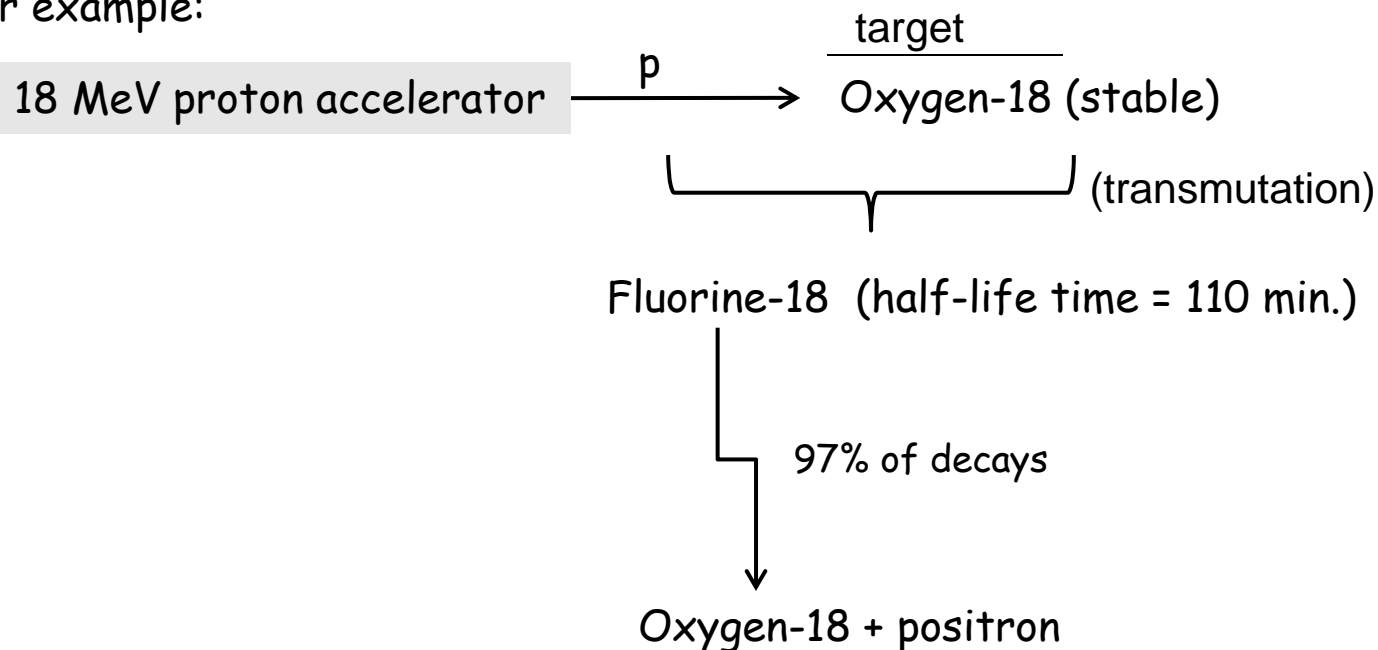 r example:
target
p
18 MeV proton accelerator
Oxygen-18 (stable)
(transmutation)
Fluorine-18 (half-life time = 110 min.)
97% of decays
Oxygen-18 + positron